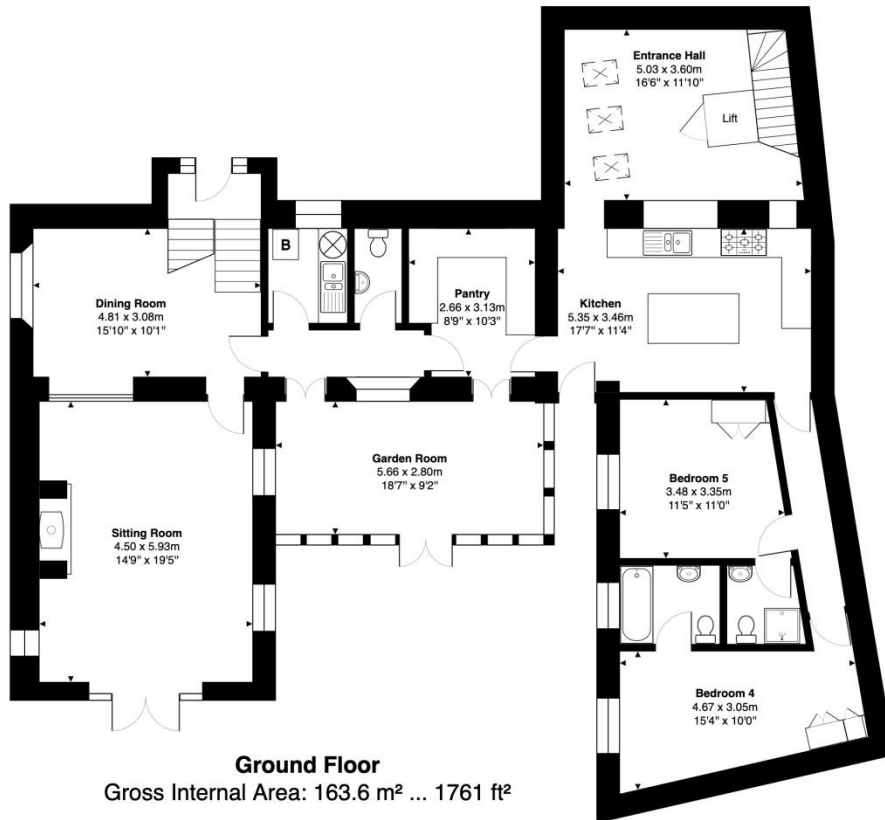 Entrance Hall
5.03 x 3.60m
16'6" x 11'10"
Lift
B
Dining Room
4.81 x 3.08m
15'10" x 10'1"
Pantry
2.66 x 3.13m
8'9" x 10'3"
Kitchen
5.35 x 3.46m
17'7" x 11'4"
Garden Room
5.66 x 2.80m
18'7" x 9'2"
Bedroom 5
3.48 x 3.35m
11'5" x 11'0"
Sitting Room
4.50 x 5.93m
14'9" x 19'5"
Bedroom 4
4.67 x 3.05m
15'4" x 10'0"
Ground Floor
Gross Internal Area: 163.6 m² ... 1761 ft²